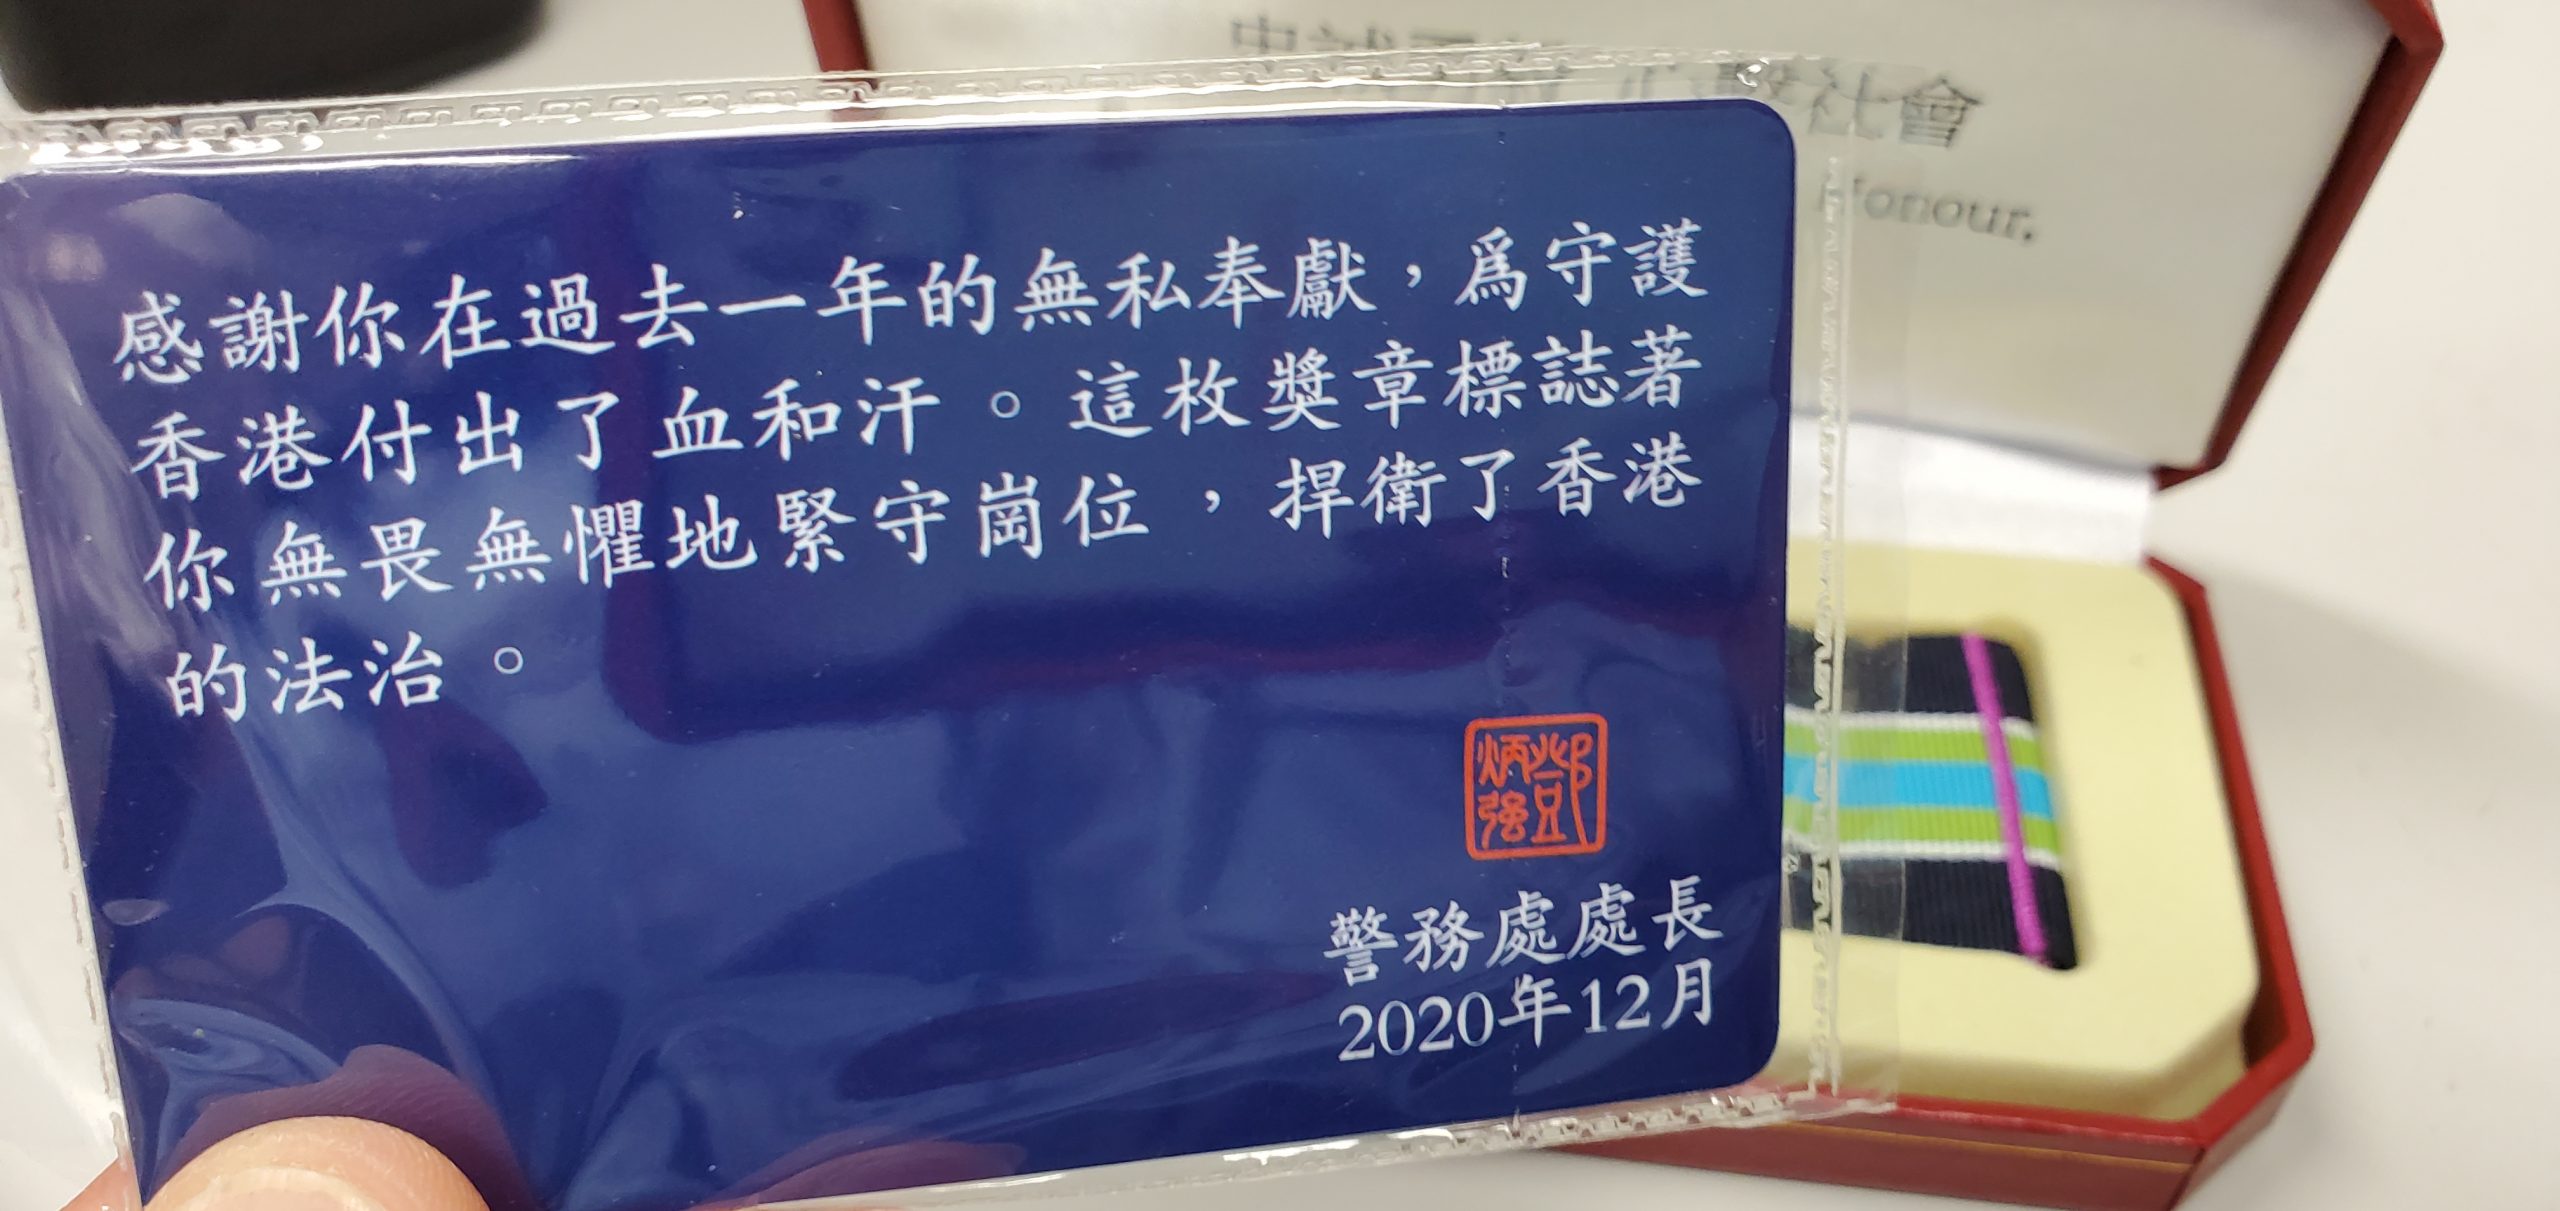 社會
Honour.
感謝你在過去一年的無私奉獻，爲守護
香港付出了血和汗。這枚獎章標誌著
你無畏無懼地緊守崗位，捍衛了香港
的法治。
鄧炳強
警務處處長
2020年12月